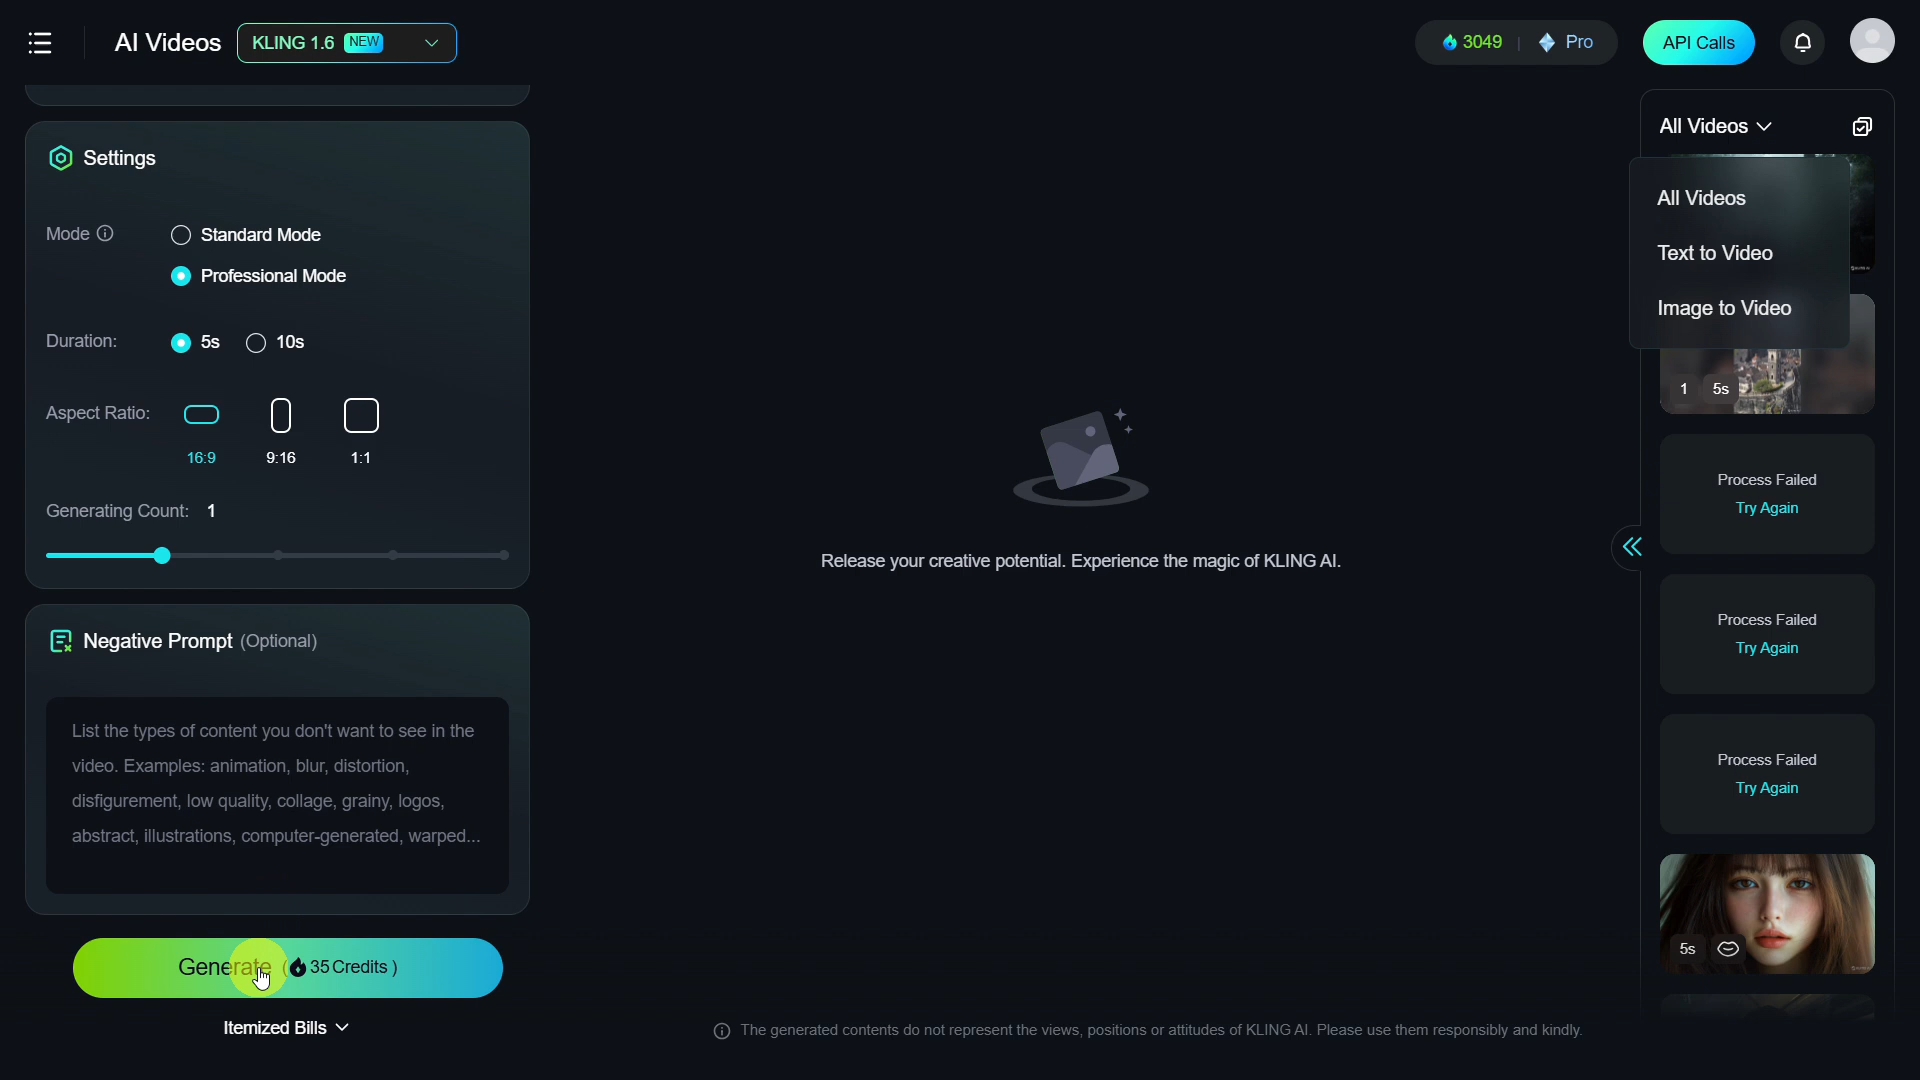 AI Videos
KLING 1.6 NEW
3049
Pro
API Calls
Settings
Mode
Standard Mode
Professional Mode
Duration:
5s
10s
Aspect Ratio:
16:9
9:16
1:1
Generating Count: 1
Negative Prompt (Optional)
List the types of content you don't want to see in the
video. Examples: animation, blur, distortion,
disfigurement, low quality, collage, grainy, logos,
abstract, illustrations, computer-generated, warped...
Generate ( 35 Credits )
Itemized Bills
Release your creative potential. Experience the magic of KLING AI.
The generated contents do not represent the views, positions or attitudes of KLING AI. Please use them responsibly and kindly.
All Videos
All Videos
Text to Video
Image to Video
1
5s
Process Failed
Try Again
Process Failed
Try Again
Process Failed
Try Again
5s